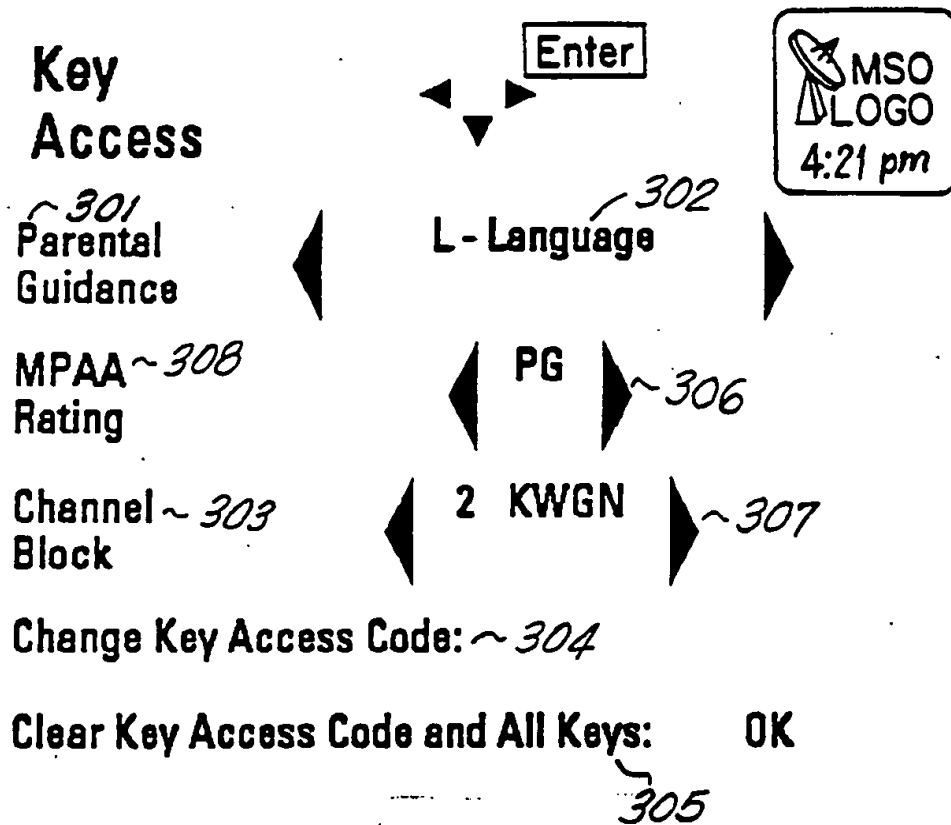 Key
Access
Enter
MSO
LOGO
4:21 pm
~301
Parental
Guidance
L - Language 302
MPAA ~308
Rating
PG ~306
Channel ~303
Block
2 KWGN ~307
Change Key Access Code: ~304
Clear Key Access Code and All Keys: OK
305